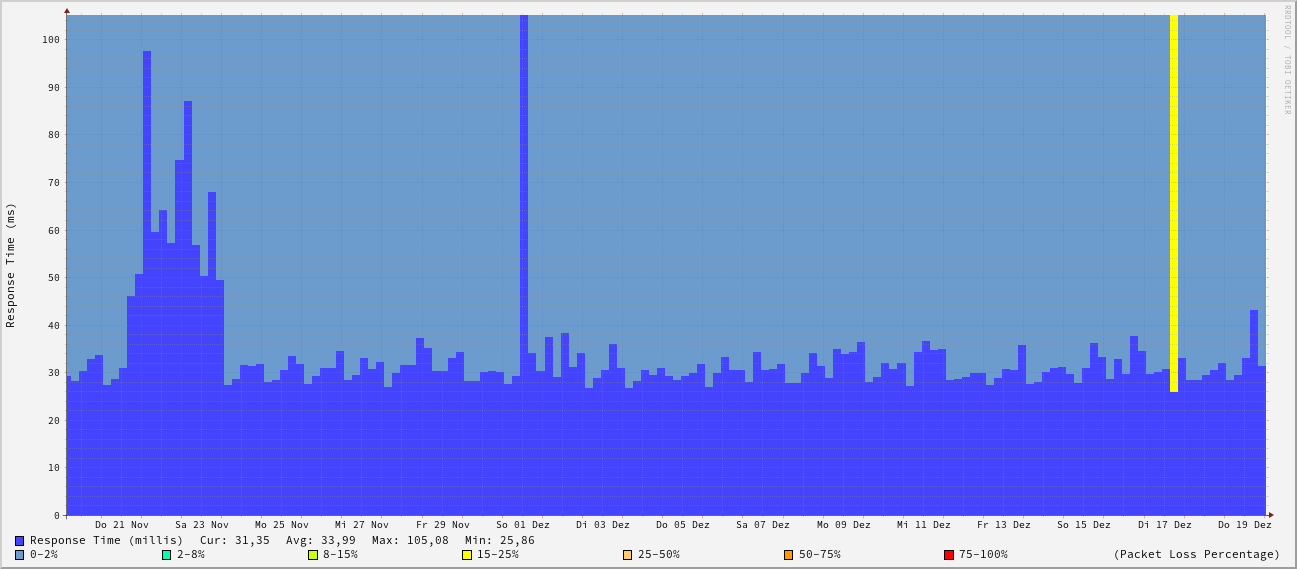 RRDTOOL / TOBI OETIKER
Response Time (ms)
100
90
80
70
60
50
40
30
20
10
0
Do 21 Nov Sa 23 Nov Mo 25 Nov Mi 27 Nov Fr 29 Nov So 01 Dez Di 03 Dez Do 05 Dez Sa 07 Dez Mo 09 Dez Mi 11 Dez Fr 13 Dez So 15 Dez Di 17 Dez Do 19 Dez
Response Time (millis) Cur: 31,35 Avg: 33,99 Max: 105,08 Min: 25,86
0-2% 2-8% 8-15% 15-25% 25-50% 50-75% 75-100% (Packet Loss Percentage)